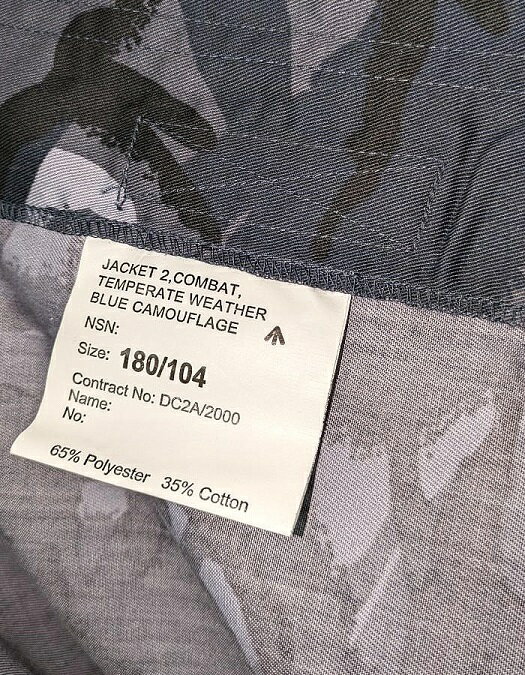 JACKET 2,COMBAT,
TEMPERATE WEATHER
BLUE CAMOUFLAGE
NSN:
Size: 180/104
Contract No: DC2A/2000
Name:
No:
65% Polyester 35% Cotton